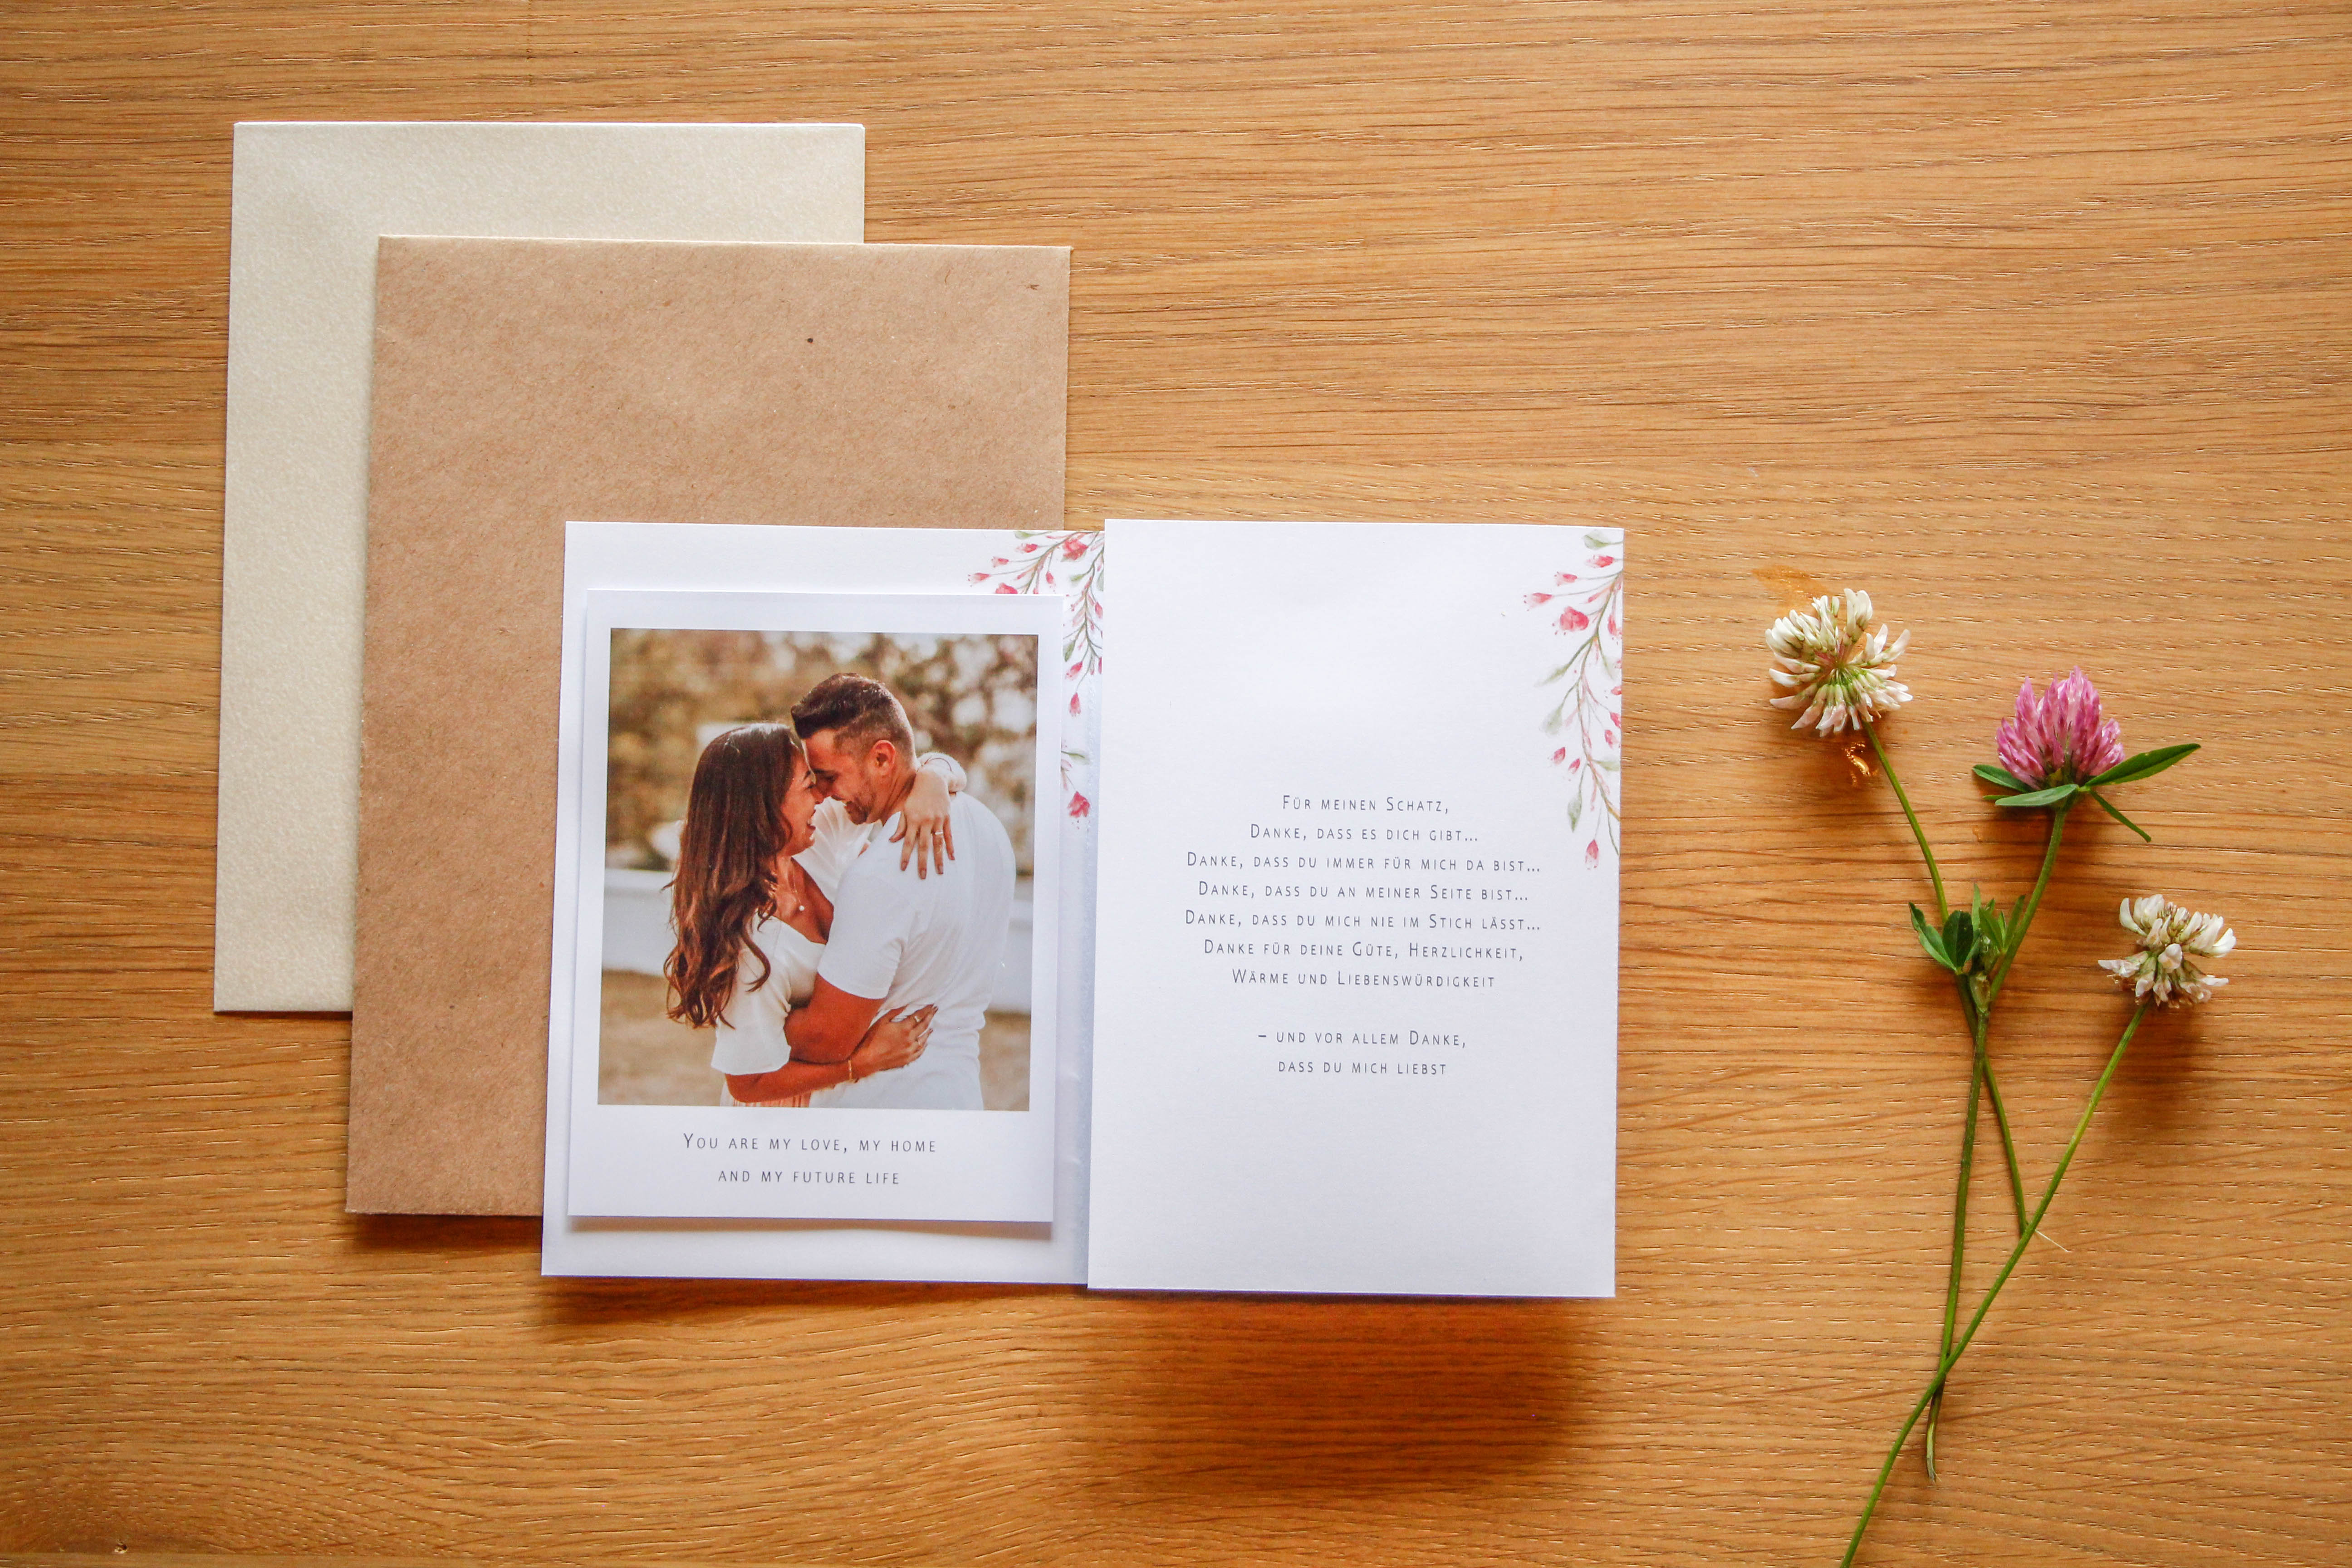 You are my love, my home
and my future life
Für meinen Schatz,
Danke, dass es dich gibt...
Danke, dass du immer für mich da bist...
Danke, dass du an meiner Seite bist...
Danke, dass du mich nie im Stich lässt...
Danke für deine Güte, Herzlichkeit,
Wärme und Liebenswürdigkeit
– und vor allem Danke,
dass du mich liebst